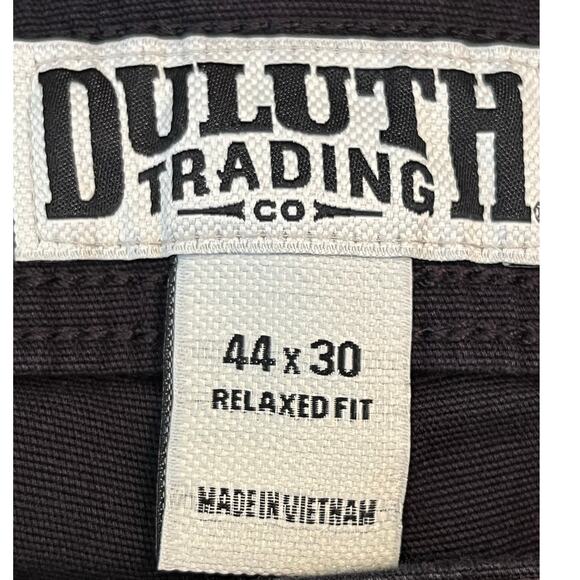 DULUTH
TRADING
CO
44 x 30
RELAXED FIT
MADE IN VIETNAM